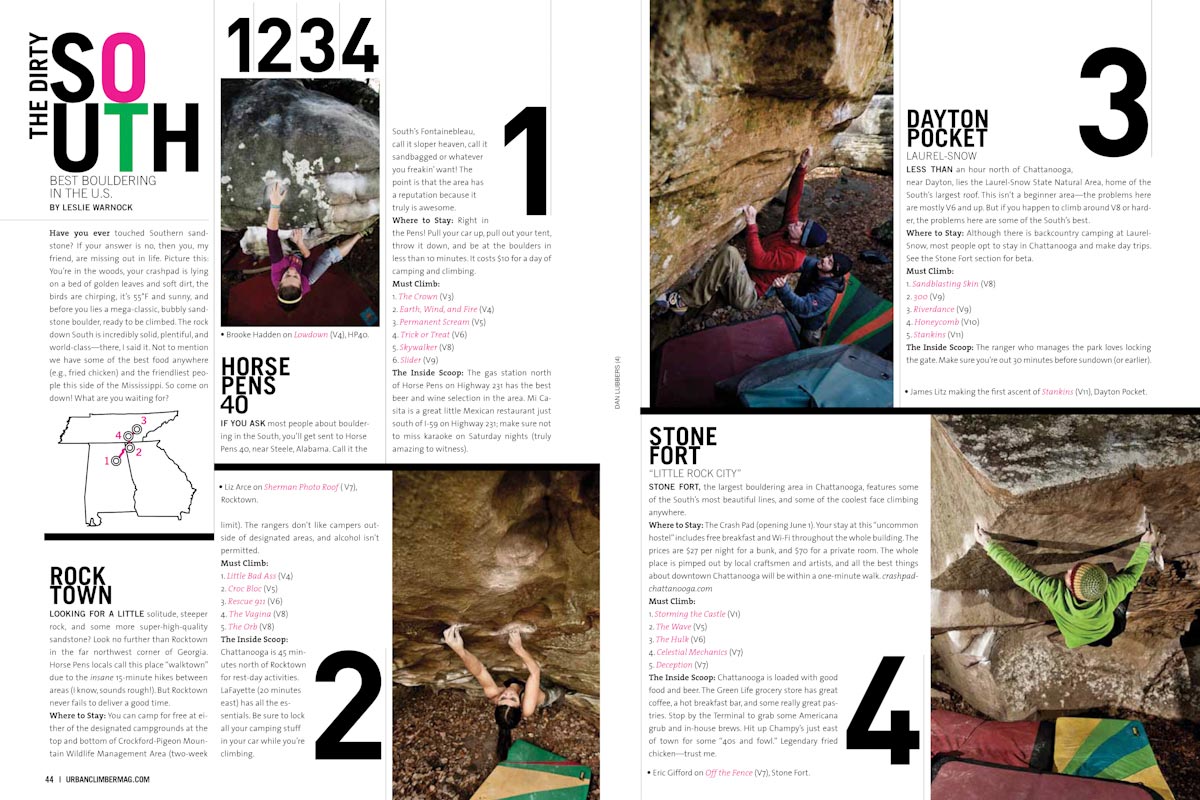 THE DIRTY
SO
UTH
BEST BOULDERING
IN THE U.S.
BY LESLIE WARNOCK
Have you ever touched Southern sand-
stone? If your answer is no, then you, my
friend, are missing out in life. Picture this:
You're in the woods, your crashpad is lying
on a bed of golden leaves and soft dirt, the
birds are chirping, it's 55°F and sunny, and
before you lies a mega-classic, bubbly sand-
stone boulder, ready to be climbed. The rock
down South is incredibly solid, plentiful, and
world-class—there, I said it. Not to mention
we have some of the best food anywhere
(e.g., fried chicken) and the friendliest peo-
ple this side of the Mississippi. So come on
down! What are you waiting for?
3
4
2
1
1234
• Brooke Hadden on Lowdown (V4), HP40.
HORSE
PENS
40
IF YOU ASK most people about boulder-
ing in the South, you'll get sent to Horse
Pens 40, near Steele, Alabama. Call it the
1
South's Fontainebleau,
call it sloper heaven, call it
sandbagged or whatever
you freakin' want! The
point is that the area has
a reputation because it
truly is awesome.
Where to Stay: Right in
the Pens! Pull your car up, pull out your tent,
throw it down, and be at the boulders in
less than 10 minutes. It costs $10 for a day of
camping and climbing.
Must Climb:
1. The Crown (V3)
2. Earth, Wind, and Fire (V4)
3. Permanent Scream (V5)
4. Trick or Treat (V6)
5. Skywalker (V8)
6. Slider (V9)
The Inside Scoop: The gas station north
of Horse Pens on Highway 231 has the best
beer and wine selection in the area. Mi Ca-
sita is a great little Mexican restaurant just
south of I-59 on Highway 231; make sure not
to miss karaoke on Saturday nights (truly
amazing to witness).
ROCK
TOWN
LOOKING FOR A LITTLE solitude, steeper
rock, and some more super-high-quality
sandstone? Look no further than Rocktown
in the far northwest corner of Georgia.
Horse Pens locals call this place "walktown"
due to the insane 15-minute hikes between
areas (I know, sounds rough!). But Rocktown
never fails to deliver a good time.
Where to Stay: You can camp for free at ei-
ther of the designated campgrounds at the
top and bottom of Crockford-Pigeon Moun-
tain Wildlife Management Area (two-week
• Liz Arce on Sherman Photo Roof ( V7),
Rocktown.
limit). The rangers don't like campers out-
side of designated areas, and alcohol isn't
permitted.
Must Climb:
1. Little Bad Ass (V4)
2. Croc Bloc (V5)
3. Rescue 911 (V6)
4. The Vagina (V8)
5. The Orb (V8)
The Inside Scoop:
Chattanooga is 45 min-
utes north of Rocktown
for rest-day activities.
LaFayette (20 minutes
east) has all the es-
sentials. Be sure to lock
all your camping stuff
in your car while you're
climbing.
2
44 | URBANCLIMBERMAG.COM
DAN LUBBERS (4)
3
DAYTON
POCKET
LAUREL-SNOW
LESS THAN an hour north of Chattanooga,
near Dayton, lies the Laurel-Snow State Natural Area, home of the
South's largest roof. This isn't a beginner area—the problems here
are mostly V6 and up. But if you happen to climb around V8 or hard-
er, the problems here are some of the South's best.
Where to Stay: Although there is backcountry camping at Laurel-
Snow, most people opt to stay in Chattanooga and make day trips.
See the Stone Fort section for beta.
Must Climb:
1. Sandblasting Skin (V8)
2. 300 (V9)
3. Riverdance (V9)
4. Honeycomb (V10)
5. Stankins (V11)
The Inside Scoop: The ranger who manages the park loves locking
the gate. Make sure you're out 30 minutes before sundown (or earlier).
• James Litz making the first ascent of Stankins (V11), Dayton Pocket.
STONE
FORT
"LITTLE ROCK CITY"
STONE FORT, the largest bouldering area in Chattanooga, features some
of the South's most beautiful lines, and some of the coolest face climbing
anywhere.
Where to Stay: The Crash Pad (opening June 1). Your stay at this "uncommon
hostel" includes free breakfast and Wi-Fi throughout the whole building. The
prices are $27 per night for a bunk, and $70 for a private room. The whole
place is pimped out by local craftsmen and artists, and all the best things
about downtown Chattanooga will be within a one-minute walk. crashpad-
chattanooga.com
Must Climb:
1. Storming the Castle (V1)
2. The Wave (V5)
3. The Hulk (V6)
4. Celestial Mechanics (V7)
5. Deception (V7)
The Inside Scoop: Chattanooga is loaded with good
food and beer. The Green Life grocery store has great
coffee, a hot breakfast bar, and some really great pas-
tries. Stop by the Terminal to grab some Americana
grub and in-house brews. Hit up Champy's just east
of town for some "40s and fowl." Legendary fried
chicken—trust me.
4
• Eric Gifford on Off the Fence (V7), Stone Fort.